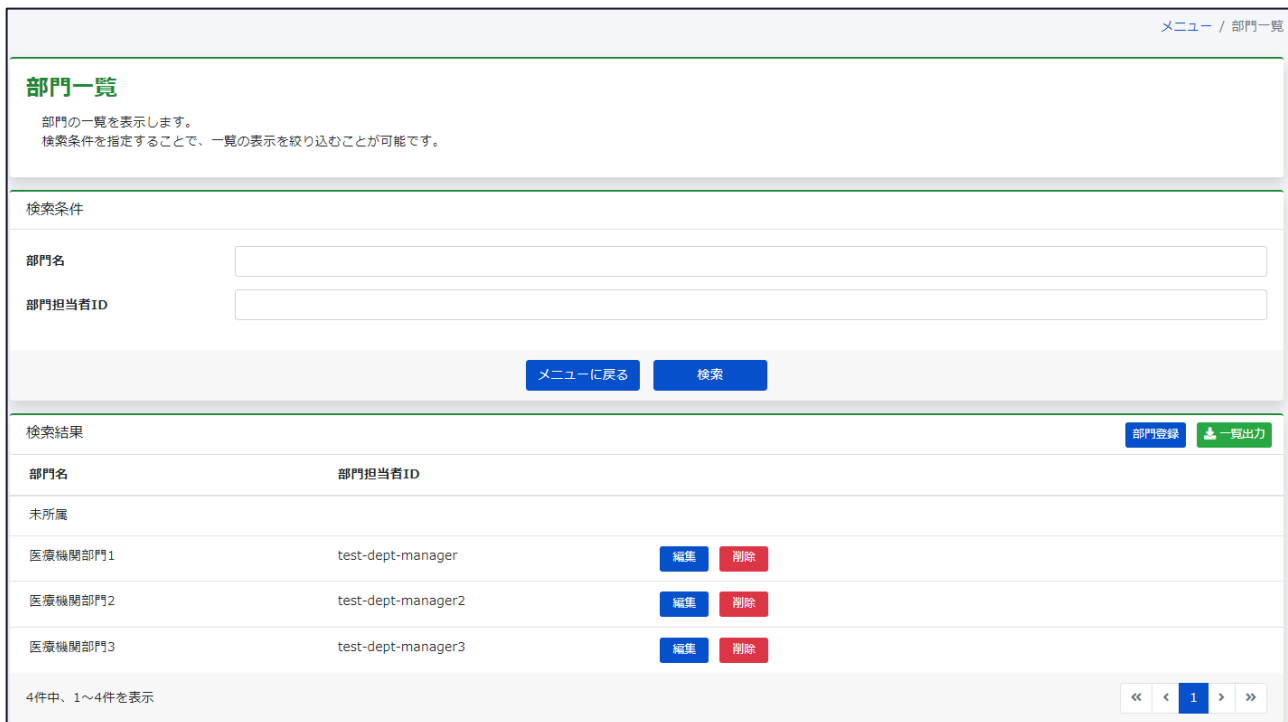 メニュー / 部門一覧
部門一覧
部門の一覧を表示します。
検索条件を指定することで、一覧の表示を絞り込むことが可能です。
検索条件
部門名
部門担当者ID
メニューに戻る 検索
検索結果 部門登録 一覧出力
部門名 部門担当者ID
未所属
医療機関部門1 test-dept-manager 編集 削除
医療機関部門2 test-dept-manager2 編集 削除
医療機関部門3 test-dept-manager3 編集 削除
4件中、1～4件を表示 « ‹ 1 › »